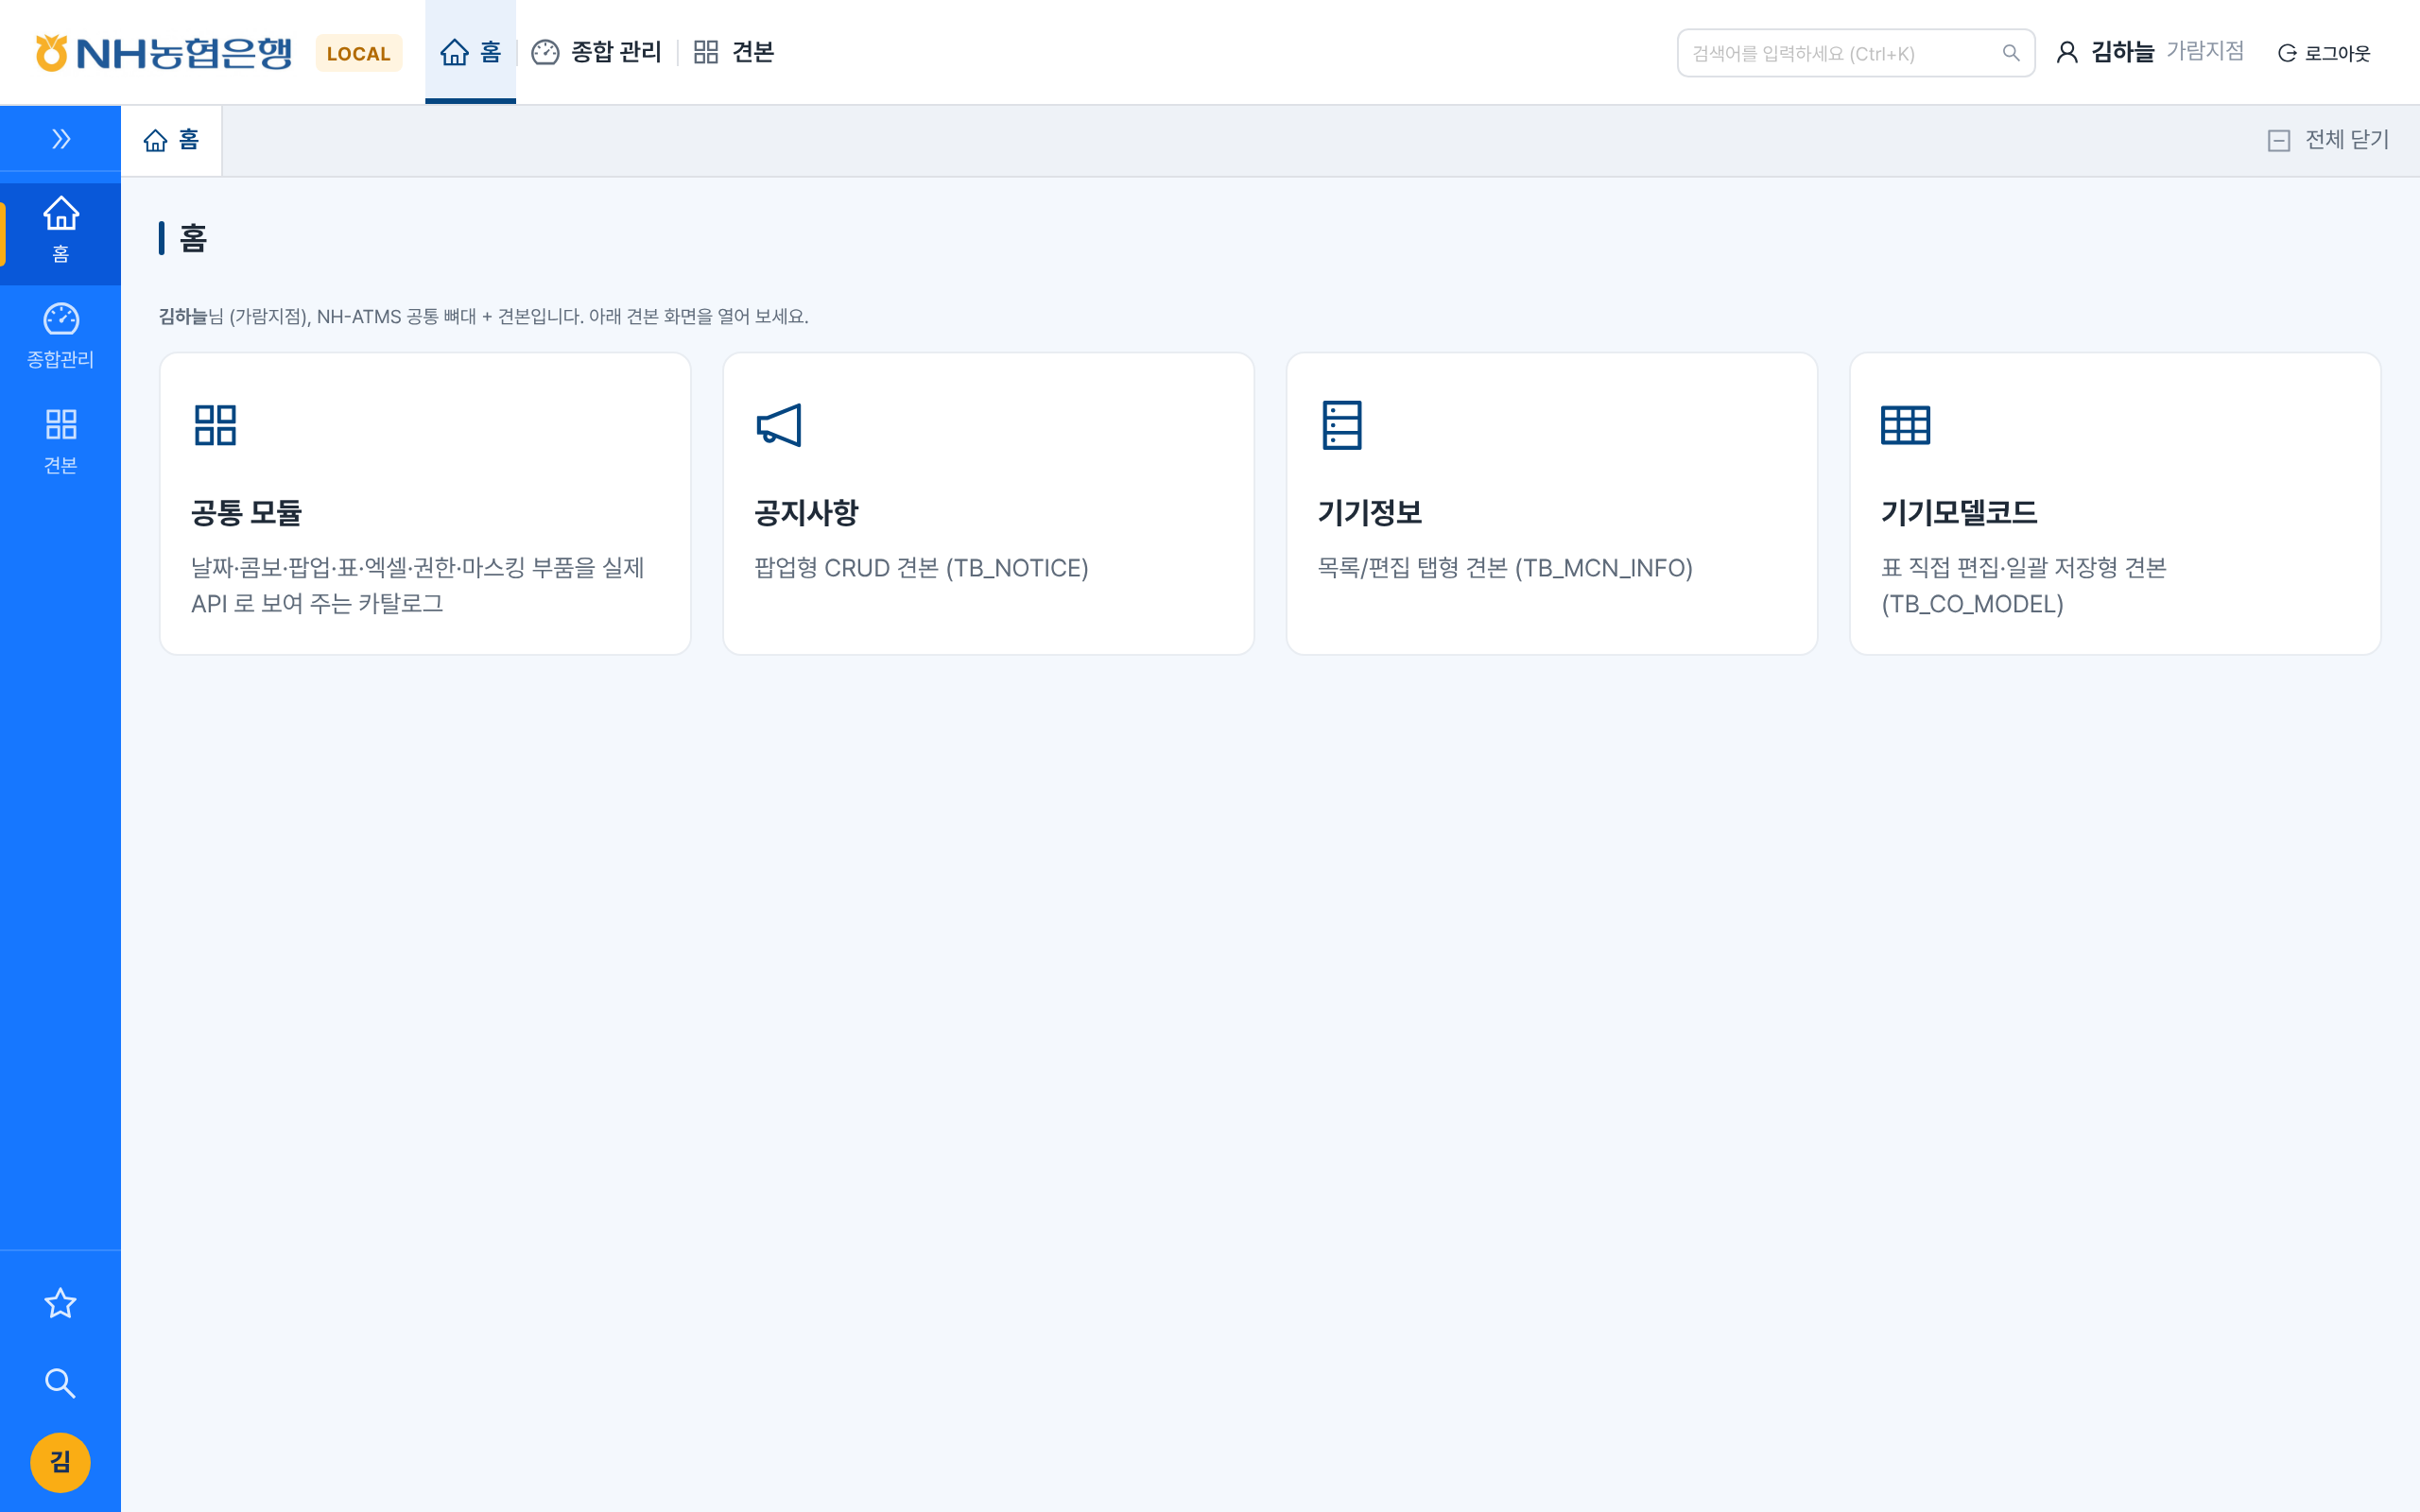 NH농협은행 LOCAL 홈 종합 관리 견본 검색어를 입력하세요 (Ctrl+K) 김하늘 가람지점 로그아웃
홈 전체 닫기
홈
종합관리
견본
김
홈
김하늘님 (가람지점), NH-ATMS 공통 뼈대 + 견본입니다. 아래 견본 화면을 열어 보세요.
공통 모듈
날짜·콤보·팝업·표·엑셀·권한·마스킹 부품을 실제
API 로 보여 주는 카탈로그
공지사항
팝업형 CRUD 견본 (TB_NOTICE)
기기정보
목록/편집 탭형 견본 (TB_MCN_INFO)
기기모델코드
표 직접 편집·일괄 저장형 견본
(TB_CO_MODEL)